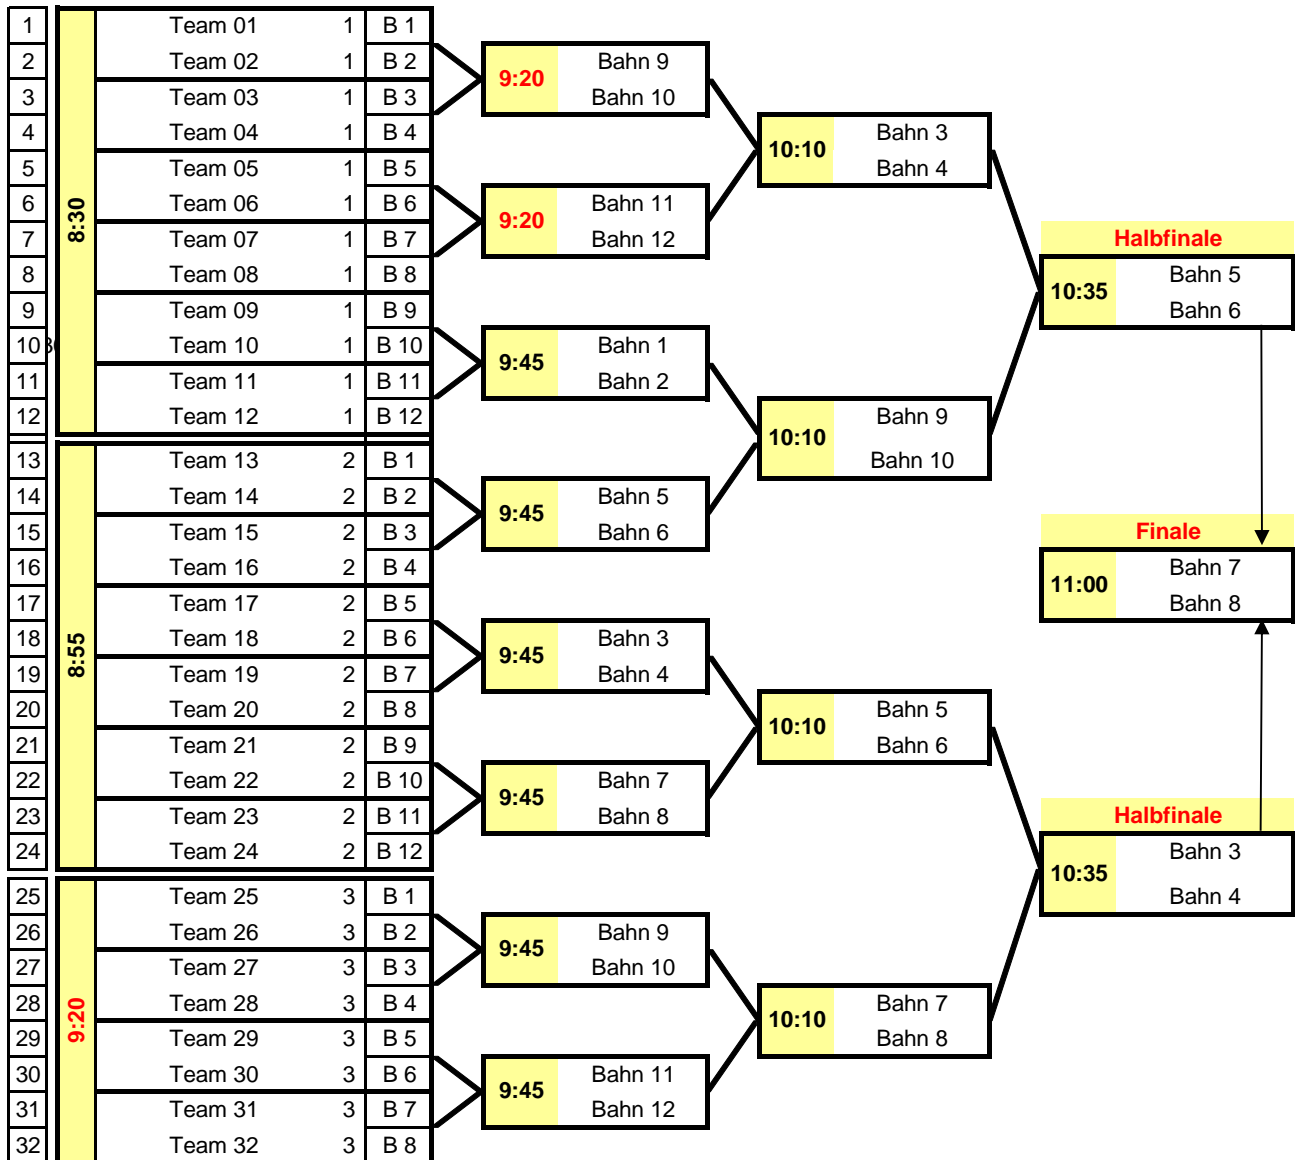 1 Team 01 1 B 1
2 Team 02 1 B 2
9:20 Bahn 9
Bahn 10
3 Team 03 1 B 3
4 Team 04 1 B 4
10:10 Bahn 3
Bahn 4
5 Team 05 1 B 5
6 Team 06 1 B 6
8:30
9:20 Bahn 11
Bahn 12
7 Team 07 1 B 7
8 Team 08 1 B 8
Halbfinale
10:35 Bahn 5
Bahn 6
9 Team 09 1 B 9
10 Team 10 1 B 10
9:45 Bahn 1
Bahn 2
11 Team 11 1 B 11
12 Team 12 1 B 12
10:10 Bahn 9
Bahn 10
13 Team 13 2 B 1
14 Team 14 2 B 2
9:45 Bahn 5
Bahn 6
15 Team 15 2 B 3
16 Team 16 2 B 4
Finale
11:00 Bahn 7
Bahn 8
17 Team 17 2 B 5
18 Team 18 2 B 6
8:55
9:45 Bahn 3
Bahn 4
19 Team 19 2 B 7
20 Team 20 2 B 8
10:10 Bahn 5
Bahn 6
21 Team 21 2 B 9
22 Team 22 2 B 10
9:45 Bahn 7
Bahn 8
23 Team 23 2 B 11
24 Team 24 2 B 12
Halbfinale
10:35 Bahn 3
Bahn 4
25 Team 25 3 B 1
26 Team 26 3 B 2
9:45 Bahn 9
Bahn 10
27 Team 27 3 B 3
28 Team 28 3 B 4
9:20
10:10 Bahn 7
Bahn 8
29 Team 29 3 B 5
30 Team 30 3 B 6
9:45 Bahn 11
Bahn 12
31 Team 31 3 B 7
32 Team 32 3 B 8